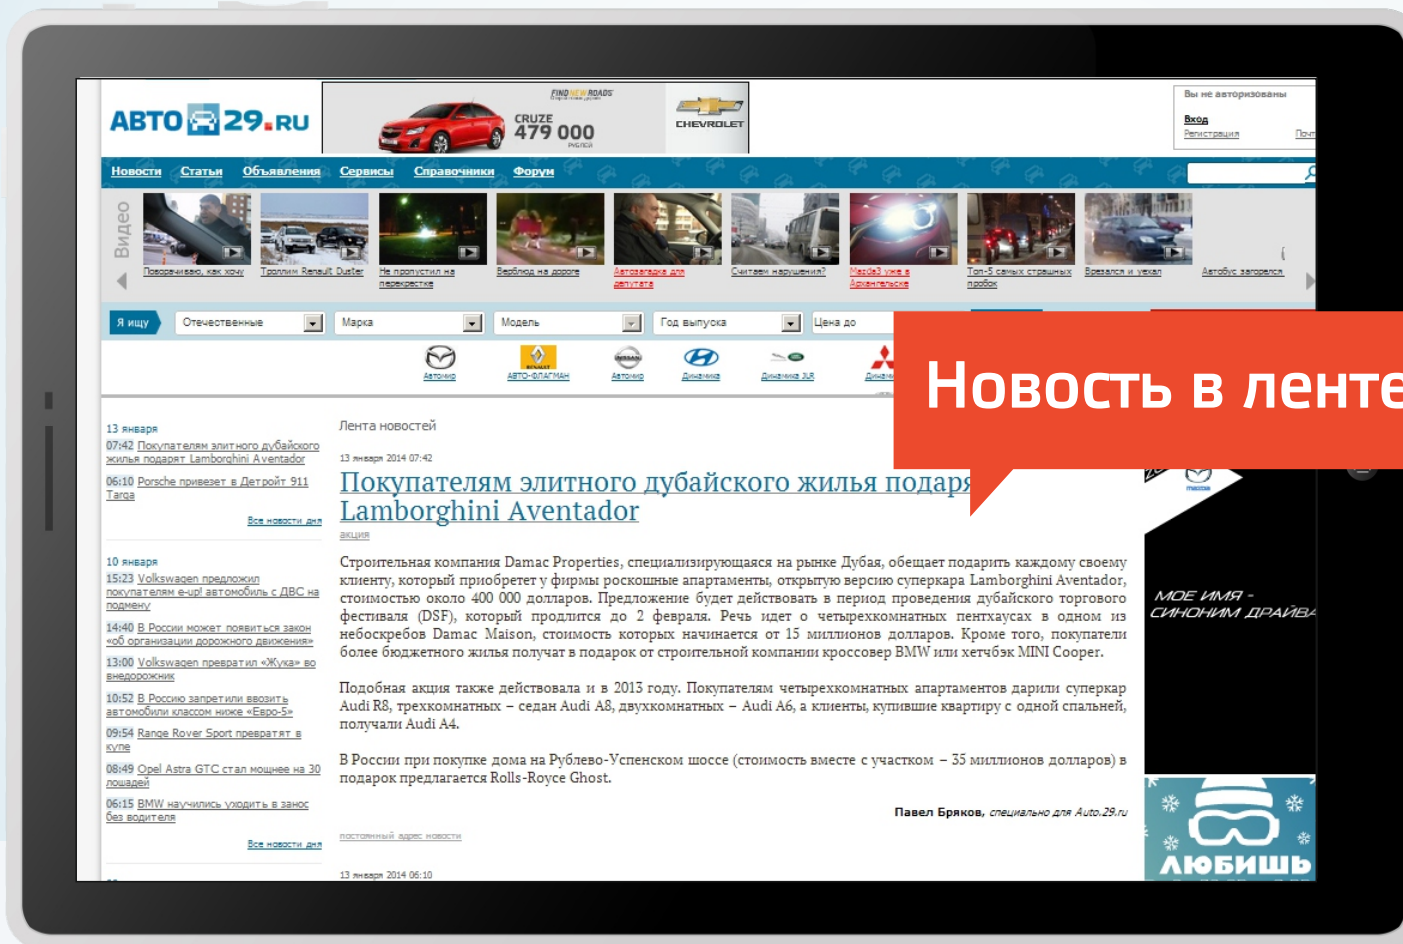 АВТО 29.RU
FIND NEW ROADS
CRUZE
479 000
РУБЛЕЙ
CHEVROLET
Вы не авторизованы
Вход
Регистрация
Новости Статьи Объявления Сервисы Справочники Форум
Видео
Поворачиваю, как хочу
Троллим Renault Duster
Не пропустил на
перекрестке
Верблюд на дороге
Автозагадка для
депутата
Считаем нарушения?
Mazda3 уже в
Архангельске
Топ-5 самых страшных
пробок
Врезался и уехал
Автобус загорелся
Я ищу Отечественные Марка Модель Год выпуска Цена до
Автомир АВТО-ФЛАГМАН Автомир Динамика Динамика JLR
Новость в ленте
13 января
07:42 Покупателям элитного дубайского
жилья подарят Lamborghini Aventador
06:10 Porsche привезет в Детройт 911
Targa
Все новости дня
10 января
15:23 Volkswagen предложил
покупателям e-up! автомобиль с ДВС на
подмену
14:40 В России может появиться закон
«об организации дорожного движения»
13:00 Volkswagen превратил «Жука» во
внедорожник
10:52 В Россию запретили ввозить
автомобили классом ниже «Евро-5»
09:54 Range Rover Sport превратят в
купе
08:49 Opel Astra GTC стал мощнее на 30
лошадей
06:15 BMW научились уходить в занос
без водителя
Все новости дня
Лента новостей
13 января 2014 07:42
Покупателям элитного дубайского жилья подаря
Lamborghini Aventador
акция
Строительная компания Damac Properties, специализирующаяся на рынке Дубая, обещает подарить каждому своему
клиенту, который приобретет у фирмы роскошные апартаменты, открытую версию суперкара Lamborghini Aventador,
стоимостью около 400 000 долларов. Предложение будет действовать в период проведения дубайского торгового
фестиваля (DSF), который продлится до 2 февраля. Речь идет о четырехкомнатных пентхаусах в одном из
небоскребов Damac Maison, стоимость которых начинается от 15 миллионов долларов. Кроме того, покупатели
более бюджетного жилья получат в подарок от строительной компании кроссовер BMW или хетчбэк MINI Cooper.
Подобная акция также действовала и в 2013 году. Покупателям четырехкомнатных апартаментов дарили суперкар
Audi R8, трехкомнатных – седан Audi A8, двухкомнатных – Audi A6, а клиенты, купившие квартиру с одной спальней,
получали Audi A4.
В России при покупке дома на Рублево-Успенском шоссе (стоимость вместе с участком – 35 миллионов долларов) в
подарок предлагается Rolls-Royce Ghost.
Павел Бряков, специально для Auto.29.ru
постоянный адрес новости
13 января 2014 06:10
mazda
МОЕ ИМЯ -
СИНОНИМ ДРАЙВА
ЛЮБИШЬ